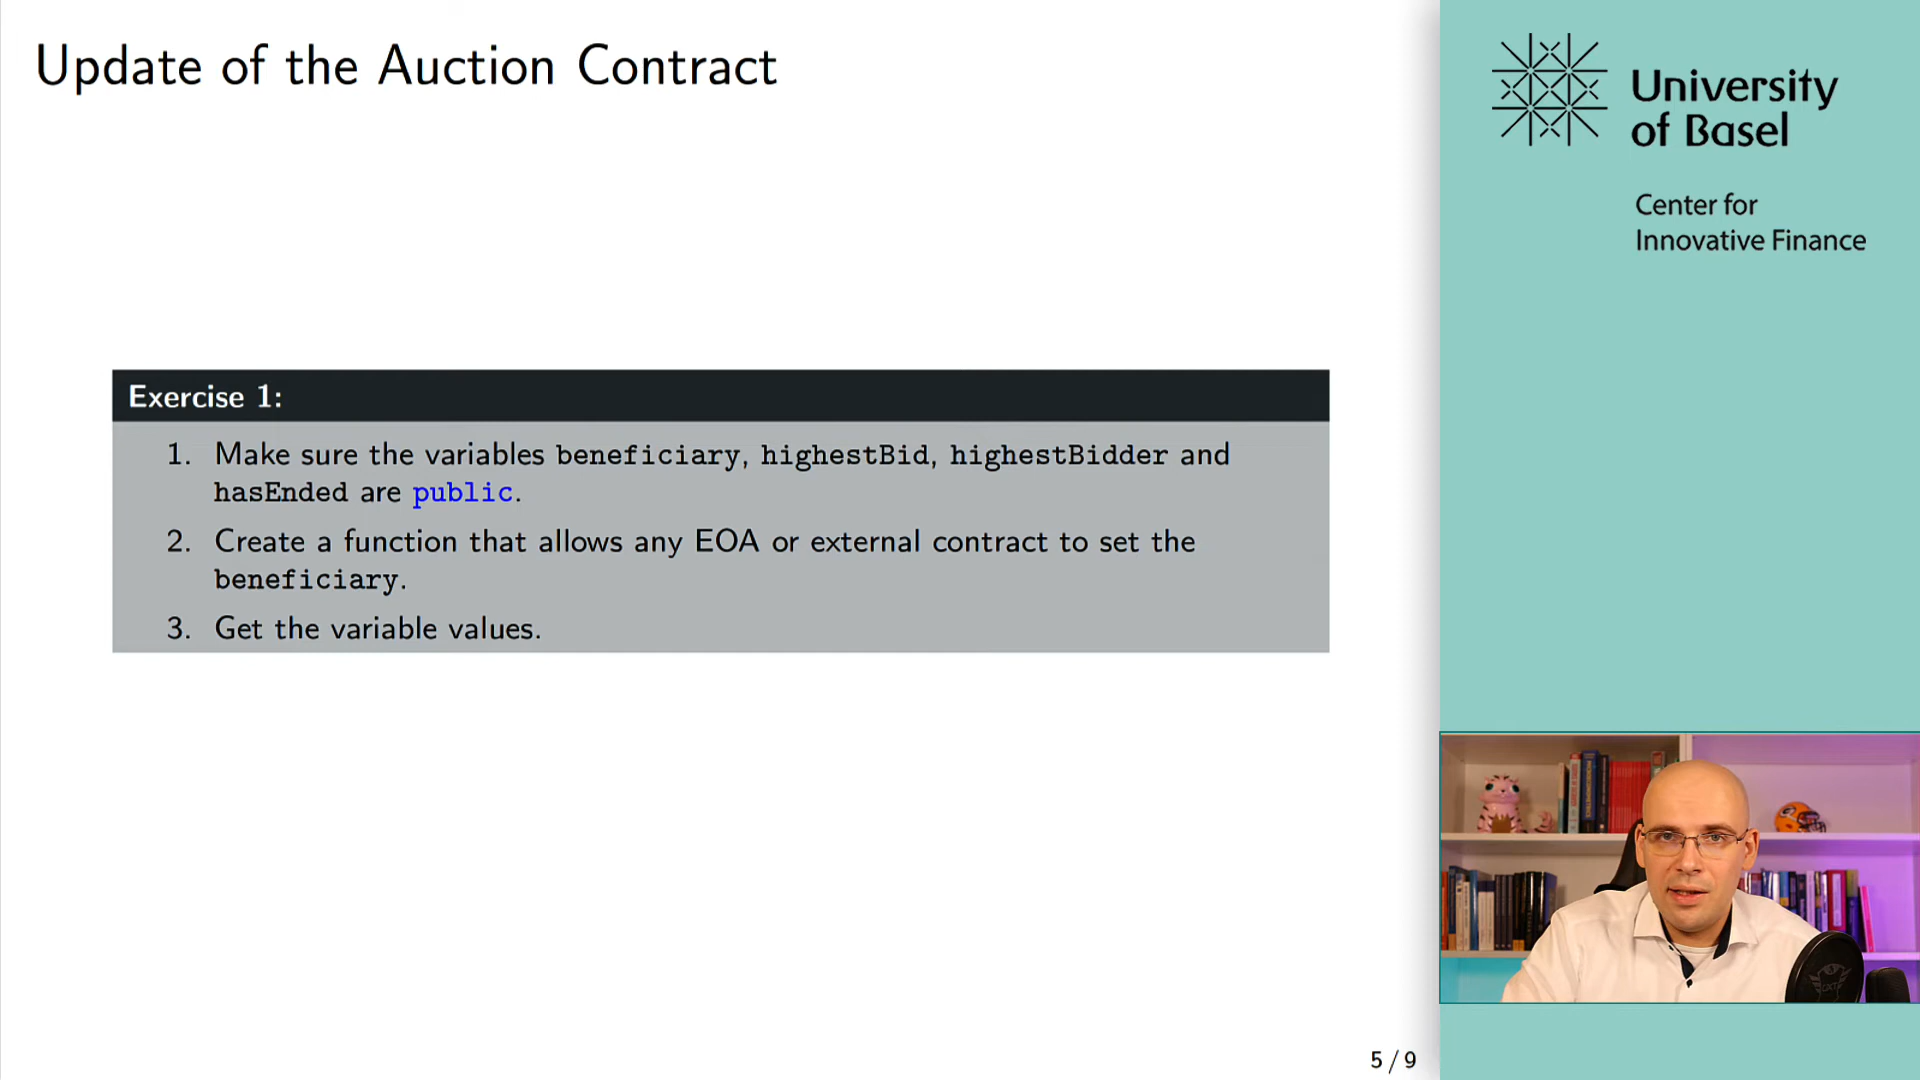 Update of the Auction Contract
Exercise 1:
1. Make sure the variables beneficiary, highestBid, highestBidder and
hasEnded are public.
2. Create a function that allows any EOA or external contract to set the
beneficiary.
3. Get the variable values.
5 / 9
University
of Basel
Center for
Innovative Finance